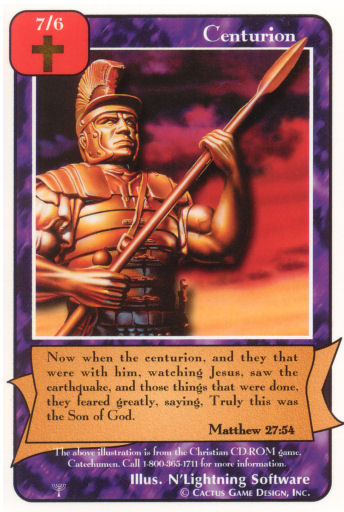 7/6
Centurion
Now when the centurion, and they that
were with him, watching Jesus, saw the
earthquake, and those things that were done,
they feared greatly, saying, Truly this was
the Son of God.
Matthew 27:54
The above illustration is from the Christian CD-ROM game,
Catechumen. Call 1-800-365-1711 for more information.
Illus. N'Lightning Software
© Cactus Game Design, Inc.